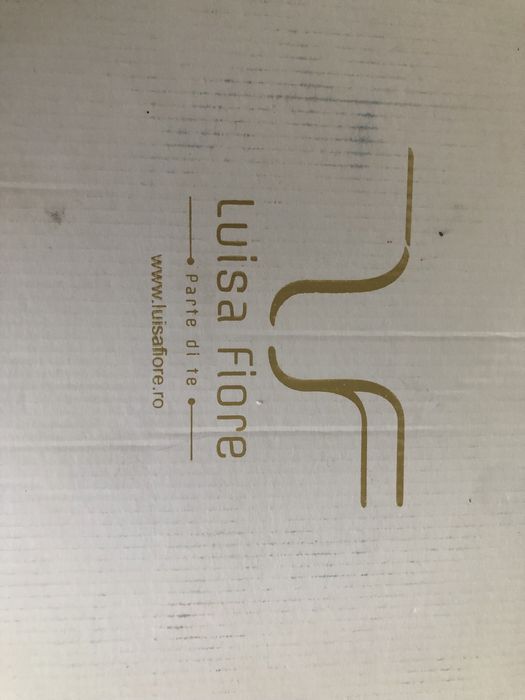 Luisa Fiore
Parte di te
www.luisafiore.ro